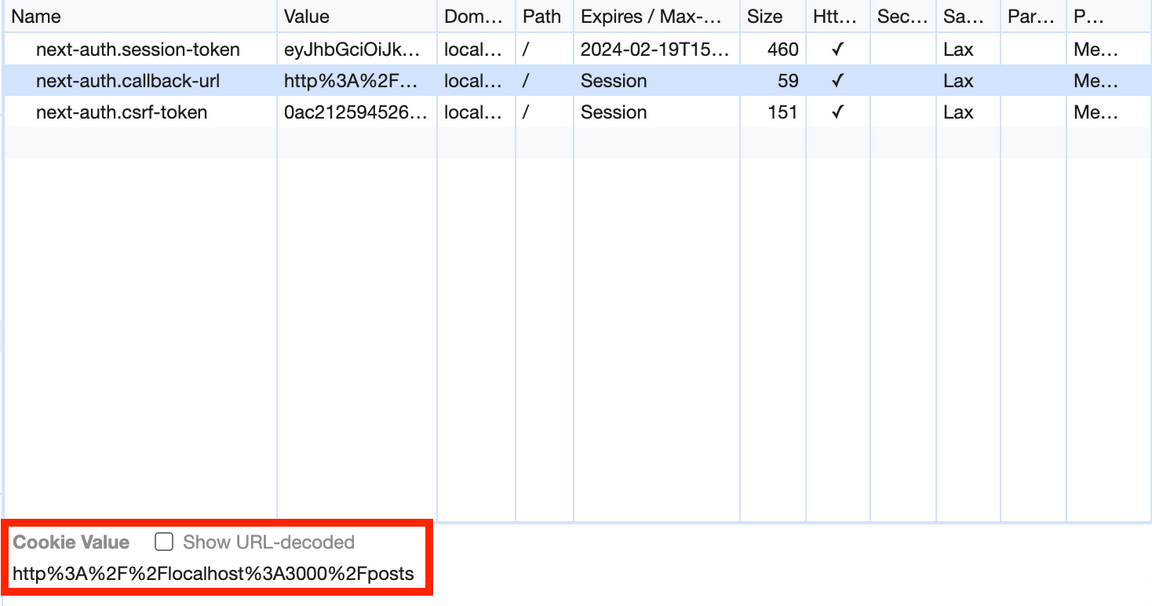 Name Value Dom... Path Expires / Max-... Size Htt... Sec... Sa... Par... P...
next-auth.session-token eyJhbGciOiJk... local... / 2024-02-19T15... 460 ✓ Lax Me...
next-auth.callback-url http%3A%2F... local... / Session 59 ✓ Lax Me...
next-auth.csrf-token 0ac212594526... local... / Session 151 ✓ Lax Me...
Cookie Value Show URL-decoded
http%3A%2F%2Flocalhost%3A3000%2Fposts